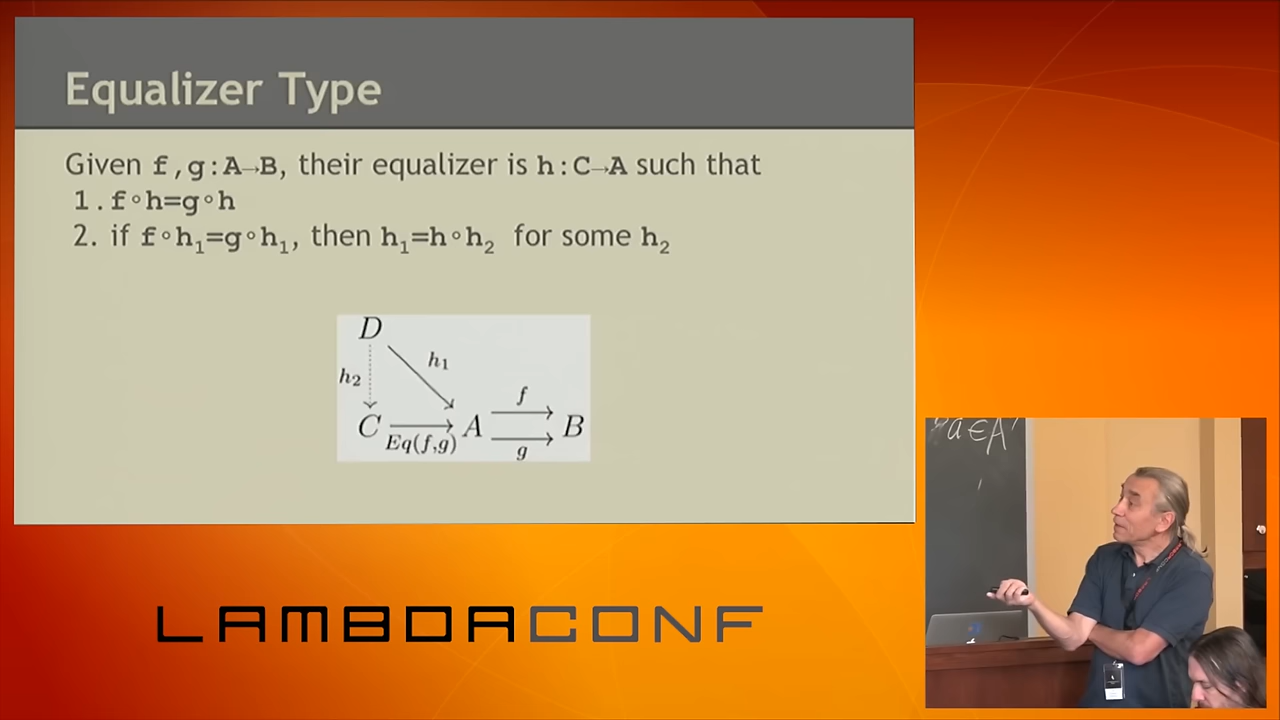 Equalizer Type
Given f,g:A→B, their equalizer is h:C→A such that
1.f∘h=g∘h
2. if f∘h₁=g∘h₁, then h₁=h∘h₂ for some h₂
D
h₁
h₂
f
C
A
B
Eq(f,g)
g
a∈A
LAMBDACONF